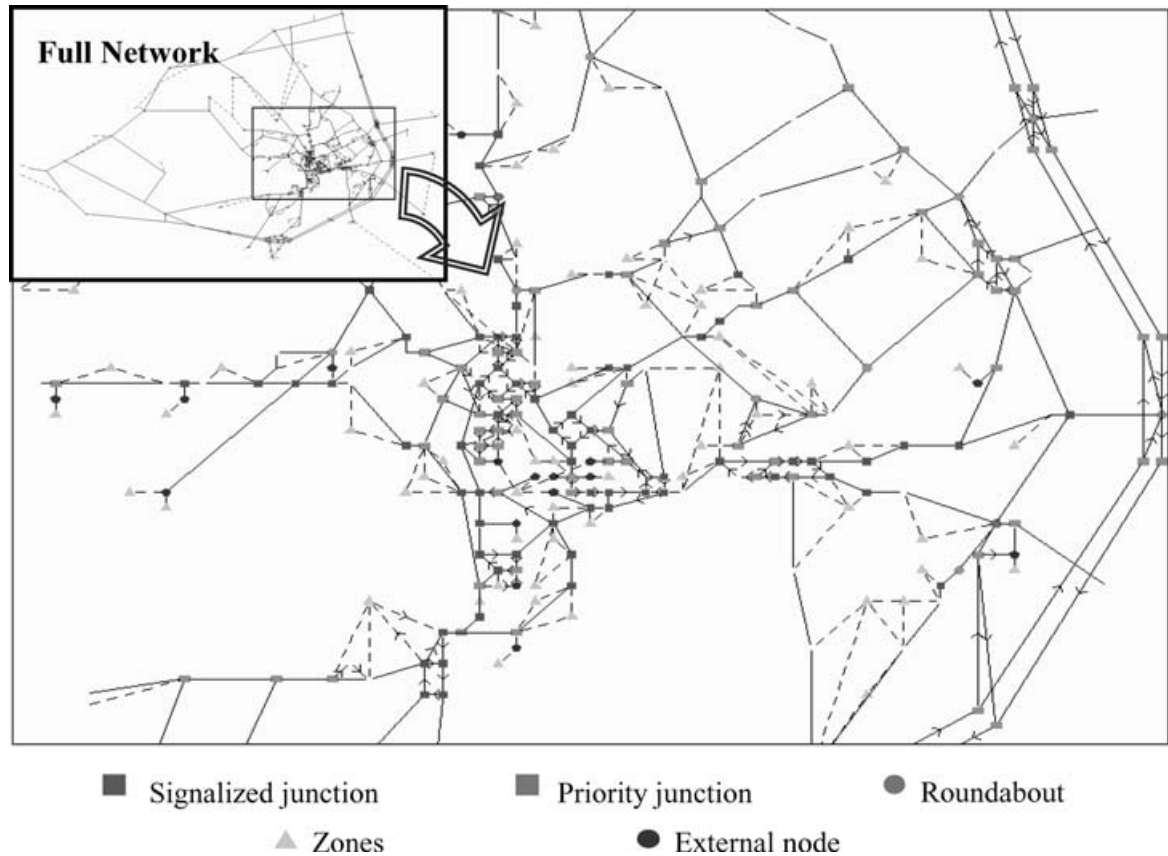 Full Network
Signalized junction
Priority junction
Roundabout
Zones
External node